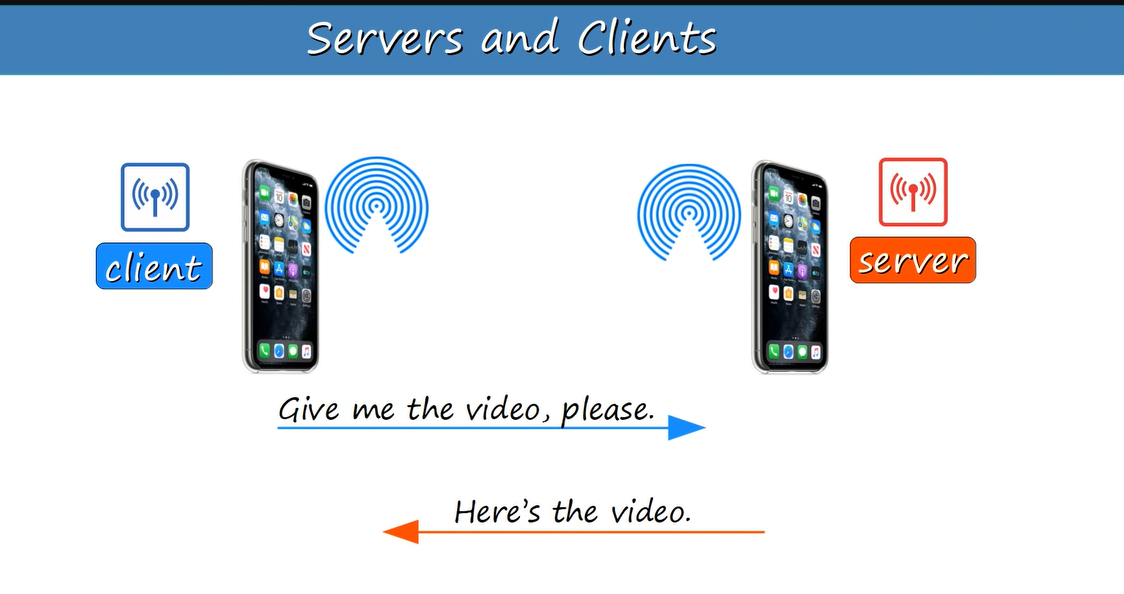 Servers and Clients
client
server
Give me the video, please.
Here's the video.